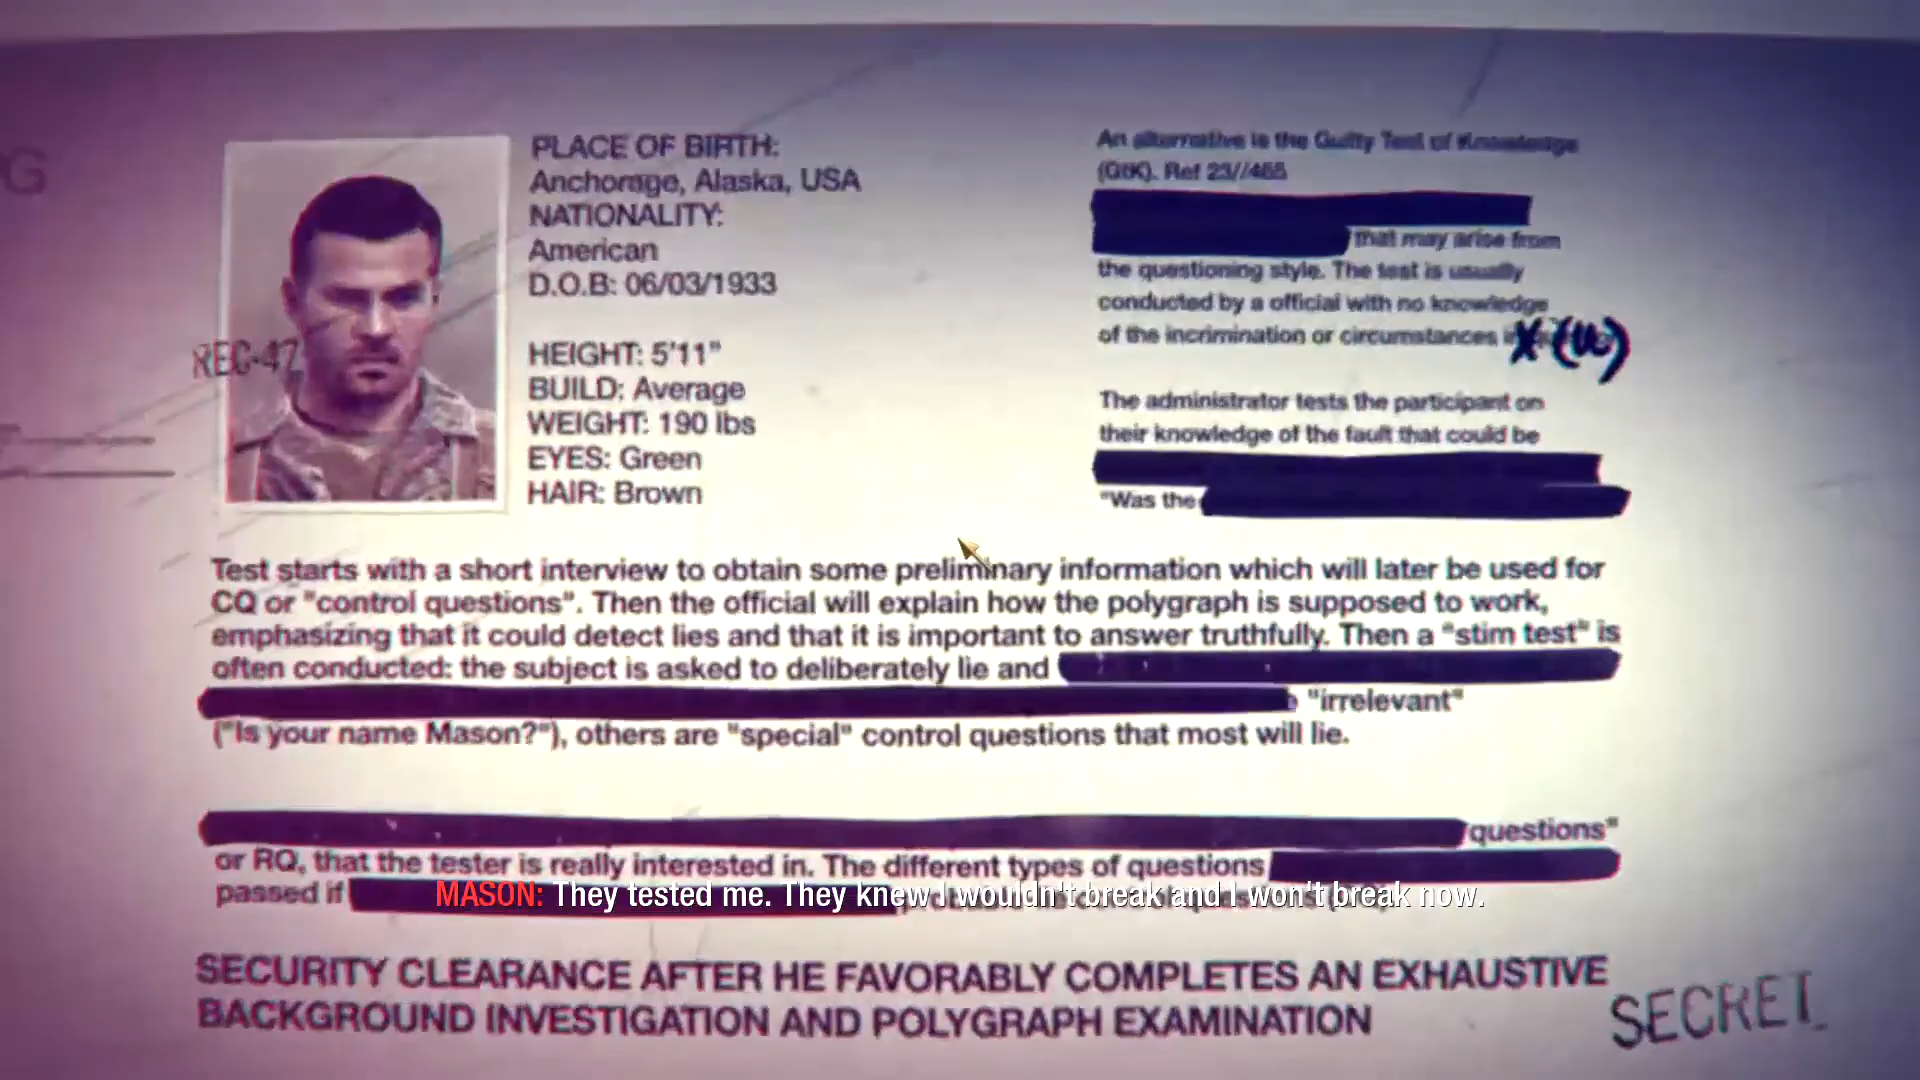 PLACE OF BIRTH:
Anchorage, Alaska, USA
NATIONALITY:
American
D.O.B: 06/03/1933
HEIGHT: 5'11"
BUILD: Average
WEIGHT: 190 lbs
EYES: Green
HAIR: Brown
REC-47
An alternative is the Guilty Test of Knowledge
(GtK). Ref 23//465
that may arise from
the questioning style. The test is usually
conducted by a official with no knowledge
of the incrimination or circumstances
The administrator tests the participant on
their knowledge of the fault that could be
"Was the
Test starts with a short interview to obtain some preliminary information which will later be used for
CQ or "control questions". Then the official will explain how the polygraph is supposed to work,
emphasizing that it could detect lies and that it is important to answer truthfully. Then a "stim test" is
often conducted: the subject is asked to deliberately lie and
"irrelevant"
("Is your name Mason?"), others are "special" control questions that most will lie.
questions"
or RQ, that the tester is really interested in. The different types of questions
passed if
MASON: They tested me. They knew I wouldn't break and I won't break now.
SECURITY CLEARANCE AFTER HE FAVORABLY COMPLETES AN EXHAUSTIVE
BACKGROUND INVESTIGATION AND POLYGRAPH EXAMINATION
SECRET